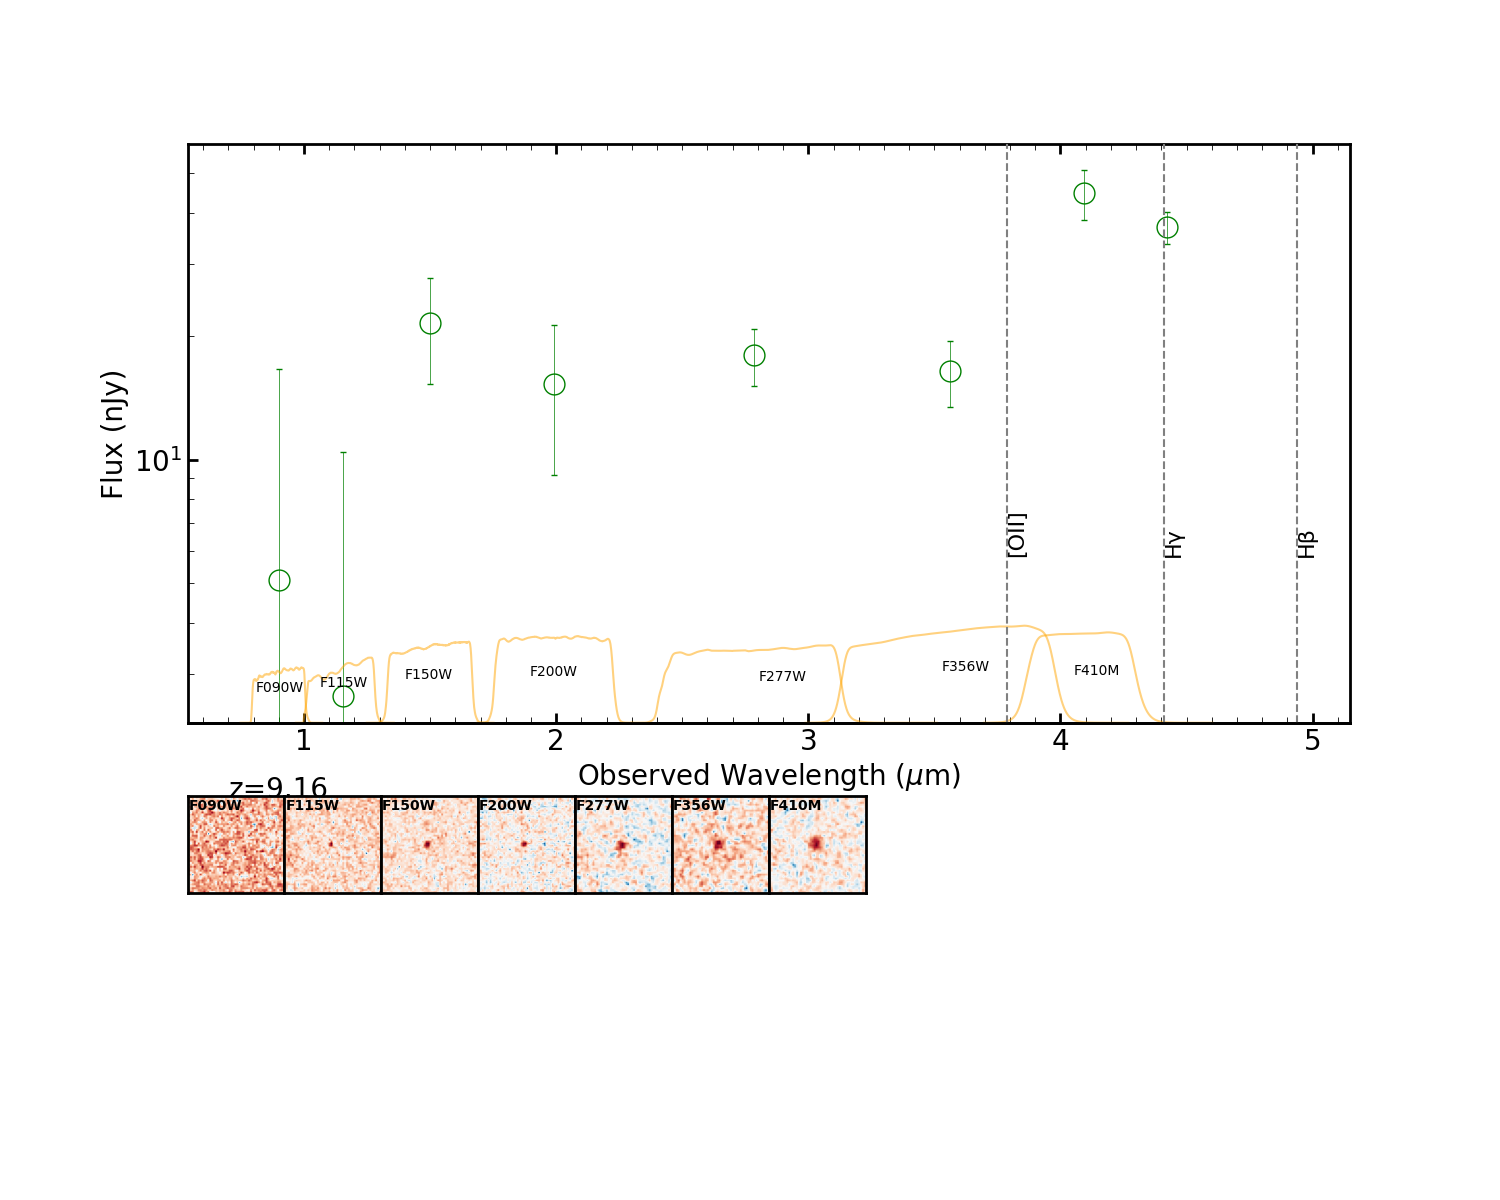 Flux (nJy)
10¹
[OII]
Hγ
Hβ
F090W
F115W
F150W
F200W
F277W
F356W
F410M
1 2 3 4 5
Observed Wavelength (μm)
z=9.16
F090W F115W F150W F200W F277W F356W F410M